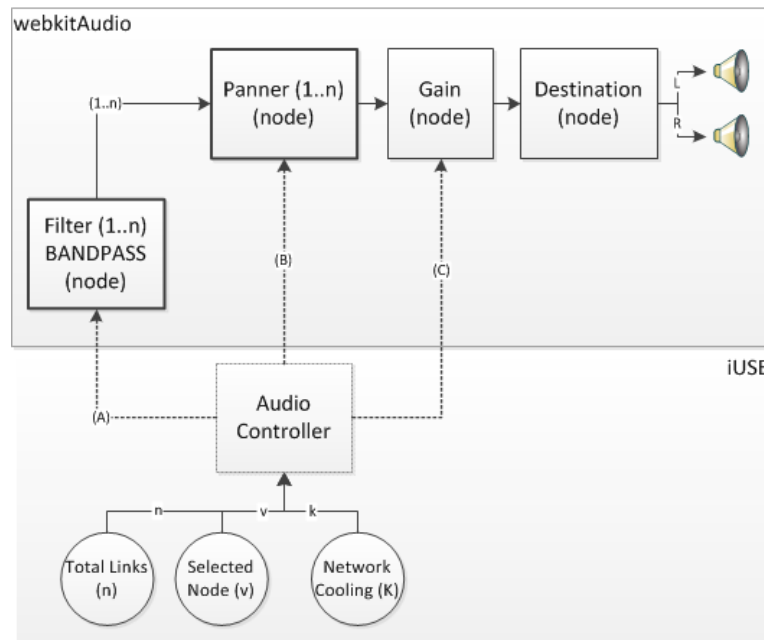 webkitAudio
Panner (1..n)
(node)
Gain
(node)
Destination
(node)
L
R
(1..n)
Filter (1..n)
BANDPASS
(node)
(B)
(C)
(A)
iUSE
Audio
Controller
n
v
k
Total Links
(n)
Selected
Node (v)
Network
Cooling (K)